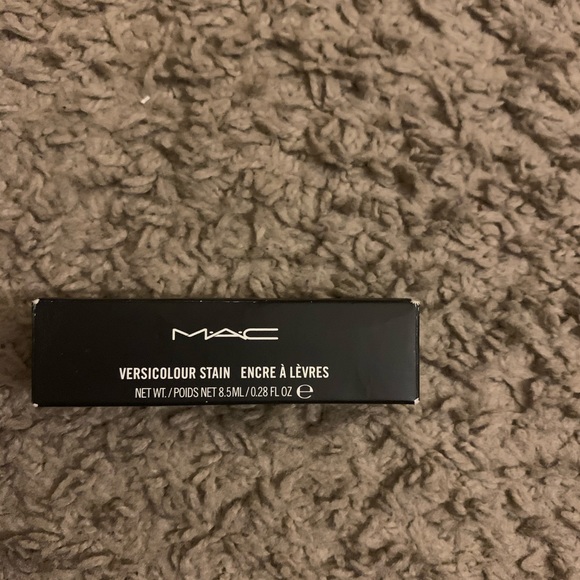 M·A·C
VERSICOLOUR STAIN ENCRE À LÈVRES
NET WT./POIDS NET 8.5ML/0.28 FL OZ ℮